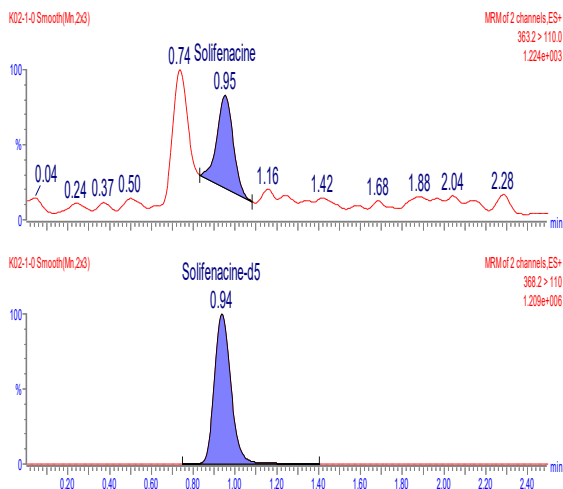 K02-1-0 Smooth(Mn,2x3)
MRM of 2 channels,ES+
363.2 > 110.0
1.224e+003
0.74 Solifenacine
0.95
0.04
0.24
0.37
0.50
1.16
1.42
1.68
1.88
2.04
2.28
100
%
0
min
K02-1-0 Smooth(Mn,2x3)
MRM of 2 channels,ES+
368.2 > 110
1.209e+006
Solifenacine-d5
0.94
100
%
0
min
0.20 0.40 0.60 0.80 1.00 1.20 1.40 1.60 1.80 2.00 2.20 2.40